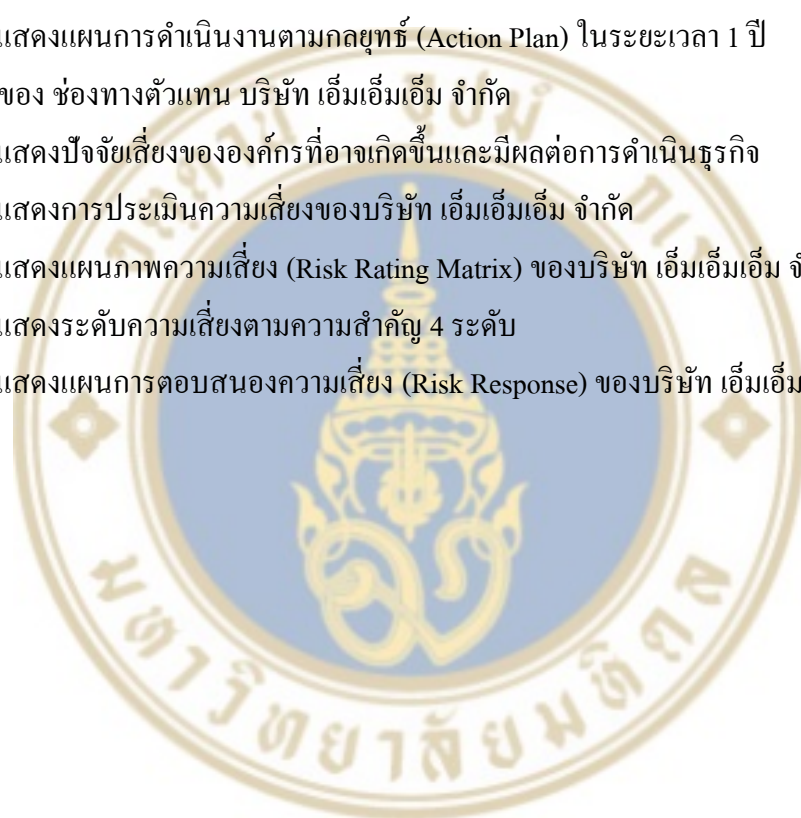 แสดงแผนการดำเนินงานตามกลยุทธ์ (Action Plan) ในระยะเวลา 1 ปี
ของ ช่องทางตัวแทน บริษัท เอ็มเอ็มเอ็ม จำกัด
แสดงปัจจัยเสี่ยงขององค์กรที่อาจเกิดขึ้นและมีผลต่อการดำเนินธุรกิจ
แสดงการประเมินความเสี่ยงของบริษัท เอ็มเอ็มเอ็ม จำกัด
แสดงแผนภาพความเสี่ยง (Risk Rating Matrix) ของบริษัท เอ็มเอ็มเอ็ม จํ
แสดงระดับความเสี่ยงตามความสำคัญ 4 ระดับ
แสดงแผนการตอบสนองความเสี่ยง (Risk Response) ของบริษัท เอ็มเอ็ม
มหาวิทยาลัยมหิดล